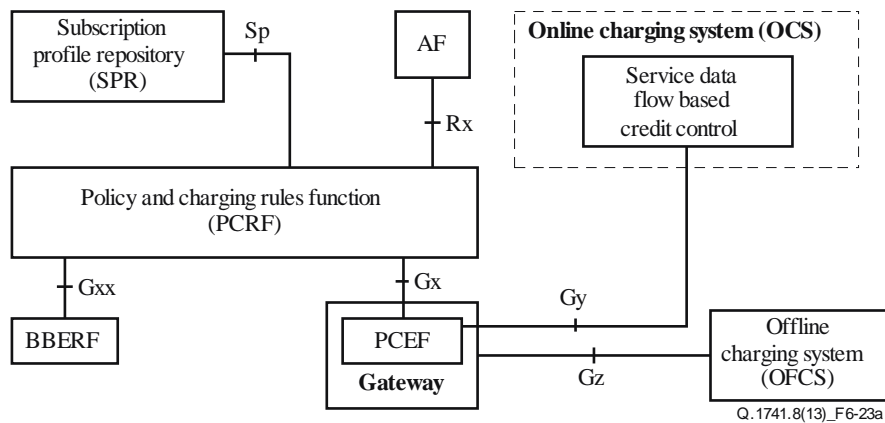 Subscription
profile repository
(SPR)
Sp
AF
Rx
Online charging system (OCS)
Service data
flow based
credit control
Policy and charging rules function
(PCRF)
Gxx
Gx
Gy
BBERF
PCEF
Gateway
Gz
Offline
charging system
(OFCS)
Q.1741.8(13)_F6-23a